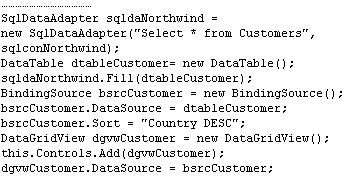 ..............................
SqlDataAdapter sqldaNorthwind =
new SqlDataAdapter("Select * from Customers",
sqlconNorthwind);
DataTable dtableCustomer= new DataTable();
sqldaNorthwind.Fill(dtableCustomer);
BindingSource bsrcCustomer = new BindingSource();
bsrcCustomer.DataSource = dtableCustomer;
bsrcCustomer.Sort = "Country DESC";
DataGridView dgvwCustomer = new DataGridView();
this.Controls.Add(dgvwCustomer);
dgvwCustomer.DataSource = bsrcCustomer;